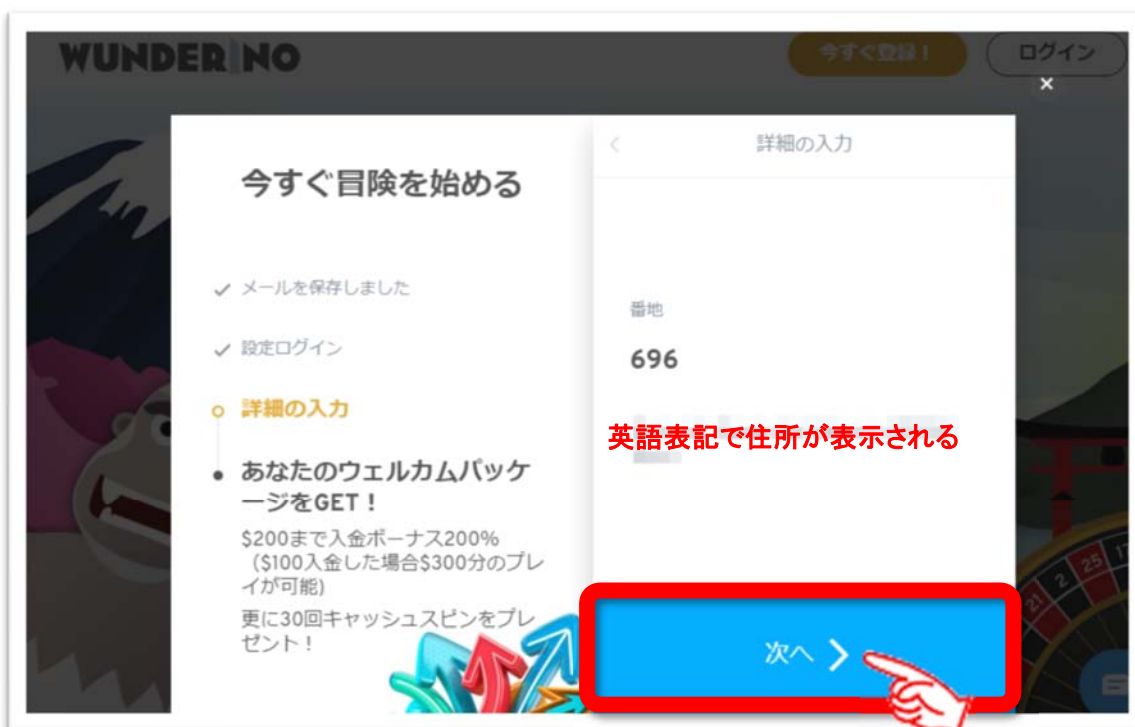 WUNDERINO
今すぐ登録！
ログイン
×
今すぐ冒険を始める
メールを保存しました
設定ログイン
詳細の入力
あなたのウェルカムパッケ
ージをGET！
$200まで入金ボーナス200%
（$100入金した場合$300分のプレ
イが可能)
更に30回キャッシュスピンをプレ
ゼント！
詳細の入力
番地
696
英語表記で住所が表示される
次へ
21
2
25
17